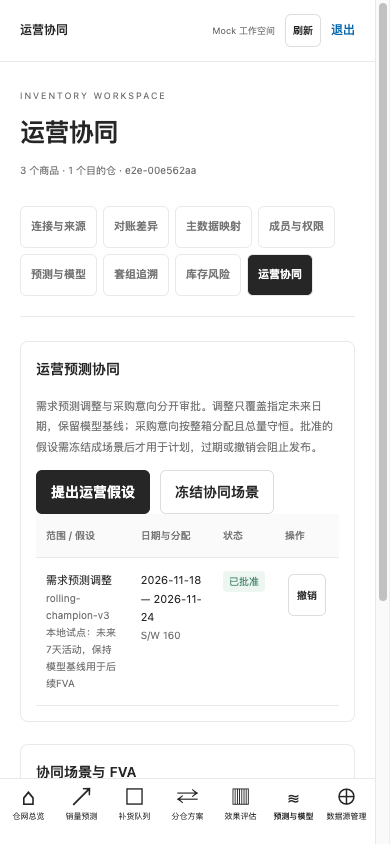 运营协同
Mock 工作空间
刷新
退出
INVENTORY WORKSPACE
运营协同
3 个商品 · 1 个目的仓 · e2e-00e562aa
连接与来源
对账差异
主数据映射
成员与权限
预测与模型
套组追溯
库存风险
运营协同
运营预测协同
需求预测调整与采购意向分开审批。调整只覆盖指定未来日
期，保留模型基线；采购意向按整箱分配且总量守恒。批准的
假设需冻结成场景后才用于计划，过期或撤销会阻止发布。
提出运营假设
冻结协同场景
范围 / 假设
日期与分配
状态
操作
需求预测调整
rolling-
champion-v3
本地试点：未来
7天活动，保持
模型基线用于后
续FVA
2026-11-18
— 2026-11-
24
S/W 160
已批准
撤销
协同场景与 FVA
仓网总览
销量预测
补货队列
分仓方案
效果评估
预测与模型
数据源管理